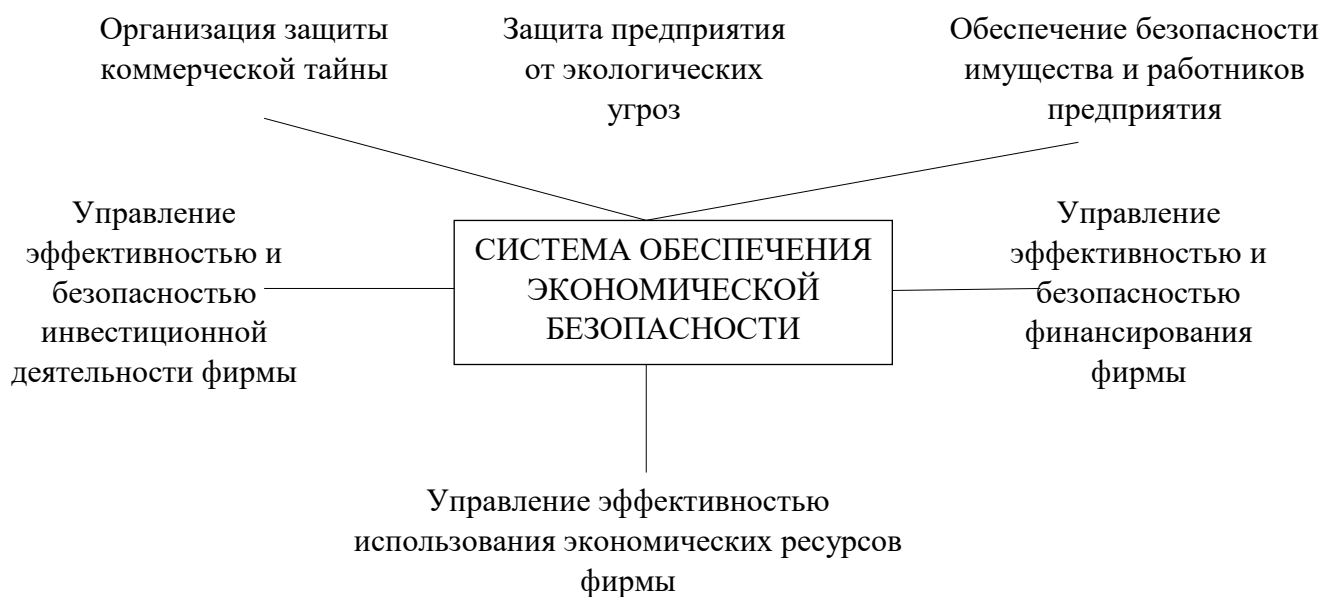 Организация защиты
коммерческой тайны
Защита предприятия
от экологических
угроз
Обеспечение безопасности
имущества и работников
предприятия
Управление
эффективностью и
безопасностью
инвестиционной
деятельности фирмы
СИСТЕМА ОБЕСПЕЧЕНИЯ
ЭКОНОМИЧЕСКОЙ
БЕЗОПАСНОСТИ
Управление
эффективностью и
безопасностью
финансирования
фирмы
Управление эффективностью
использования экономических ресурсов
фирмы